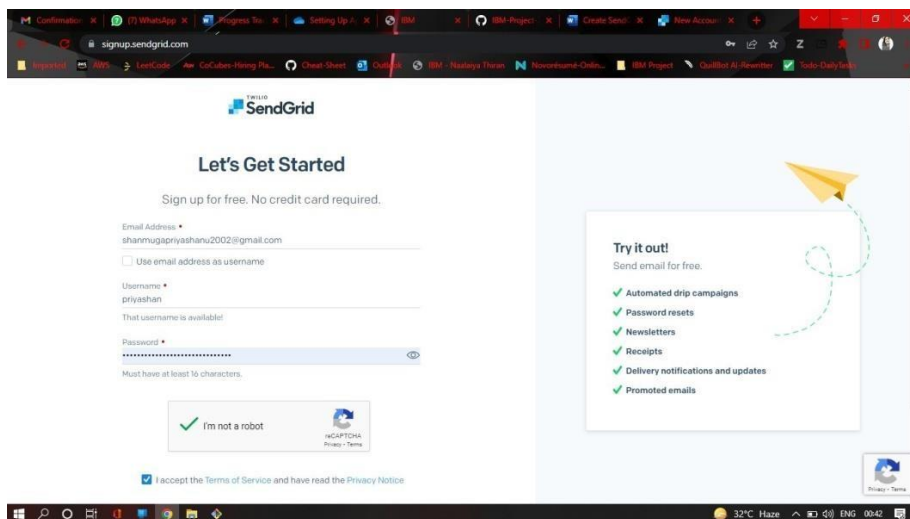 Confirmation
(7) WhatsApp
Progress Tra
Setting Up A
IBM
IBM-Project
Create Send
New Account
signup.sendgrid.com
Imported
AWS
LeetCode
CoCubes-Hiring Pla...
Cheat-Sheet
Outlook
IBM - Naalaiya Thiran
Novorésumé-Online...
IBM Project
QuillBot AI-Rewritter
Todo-DailyTasks
TWILIO
SendGrid
Let's Get Started
Sign up for free. No credit card required.
Email Address
shanmugapriyashanu2002@gmail.com
Use email address as username
Username
priyashan
That username is available!
Password
Must have at least 16 characters.
I'm not a robot
reCAPTCHA
Privacy - Terms
I accept the Terms of Service and have read the Privacy Notice
Try it out!
Send email for free.
Automated drip campaigns
Password resets
Newsletters
Receipts
Delivery notifications and updates
Promoted emails
Privacy - Terms
32°C Haze
ENG
00:42